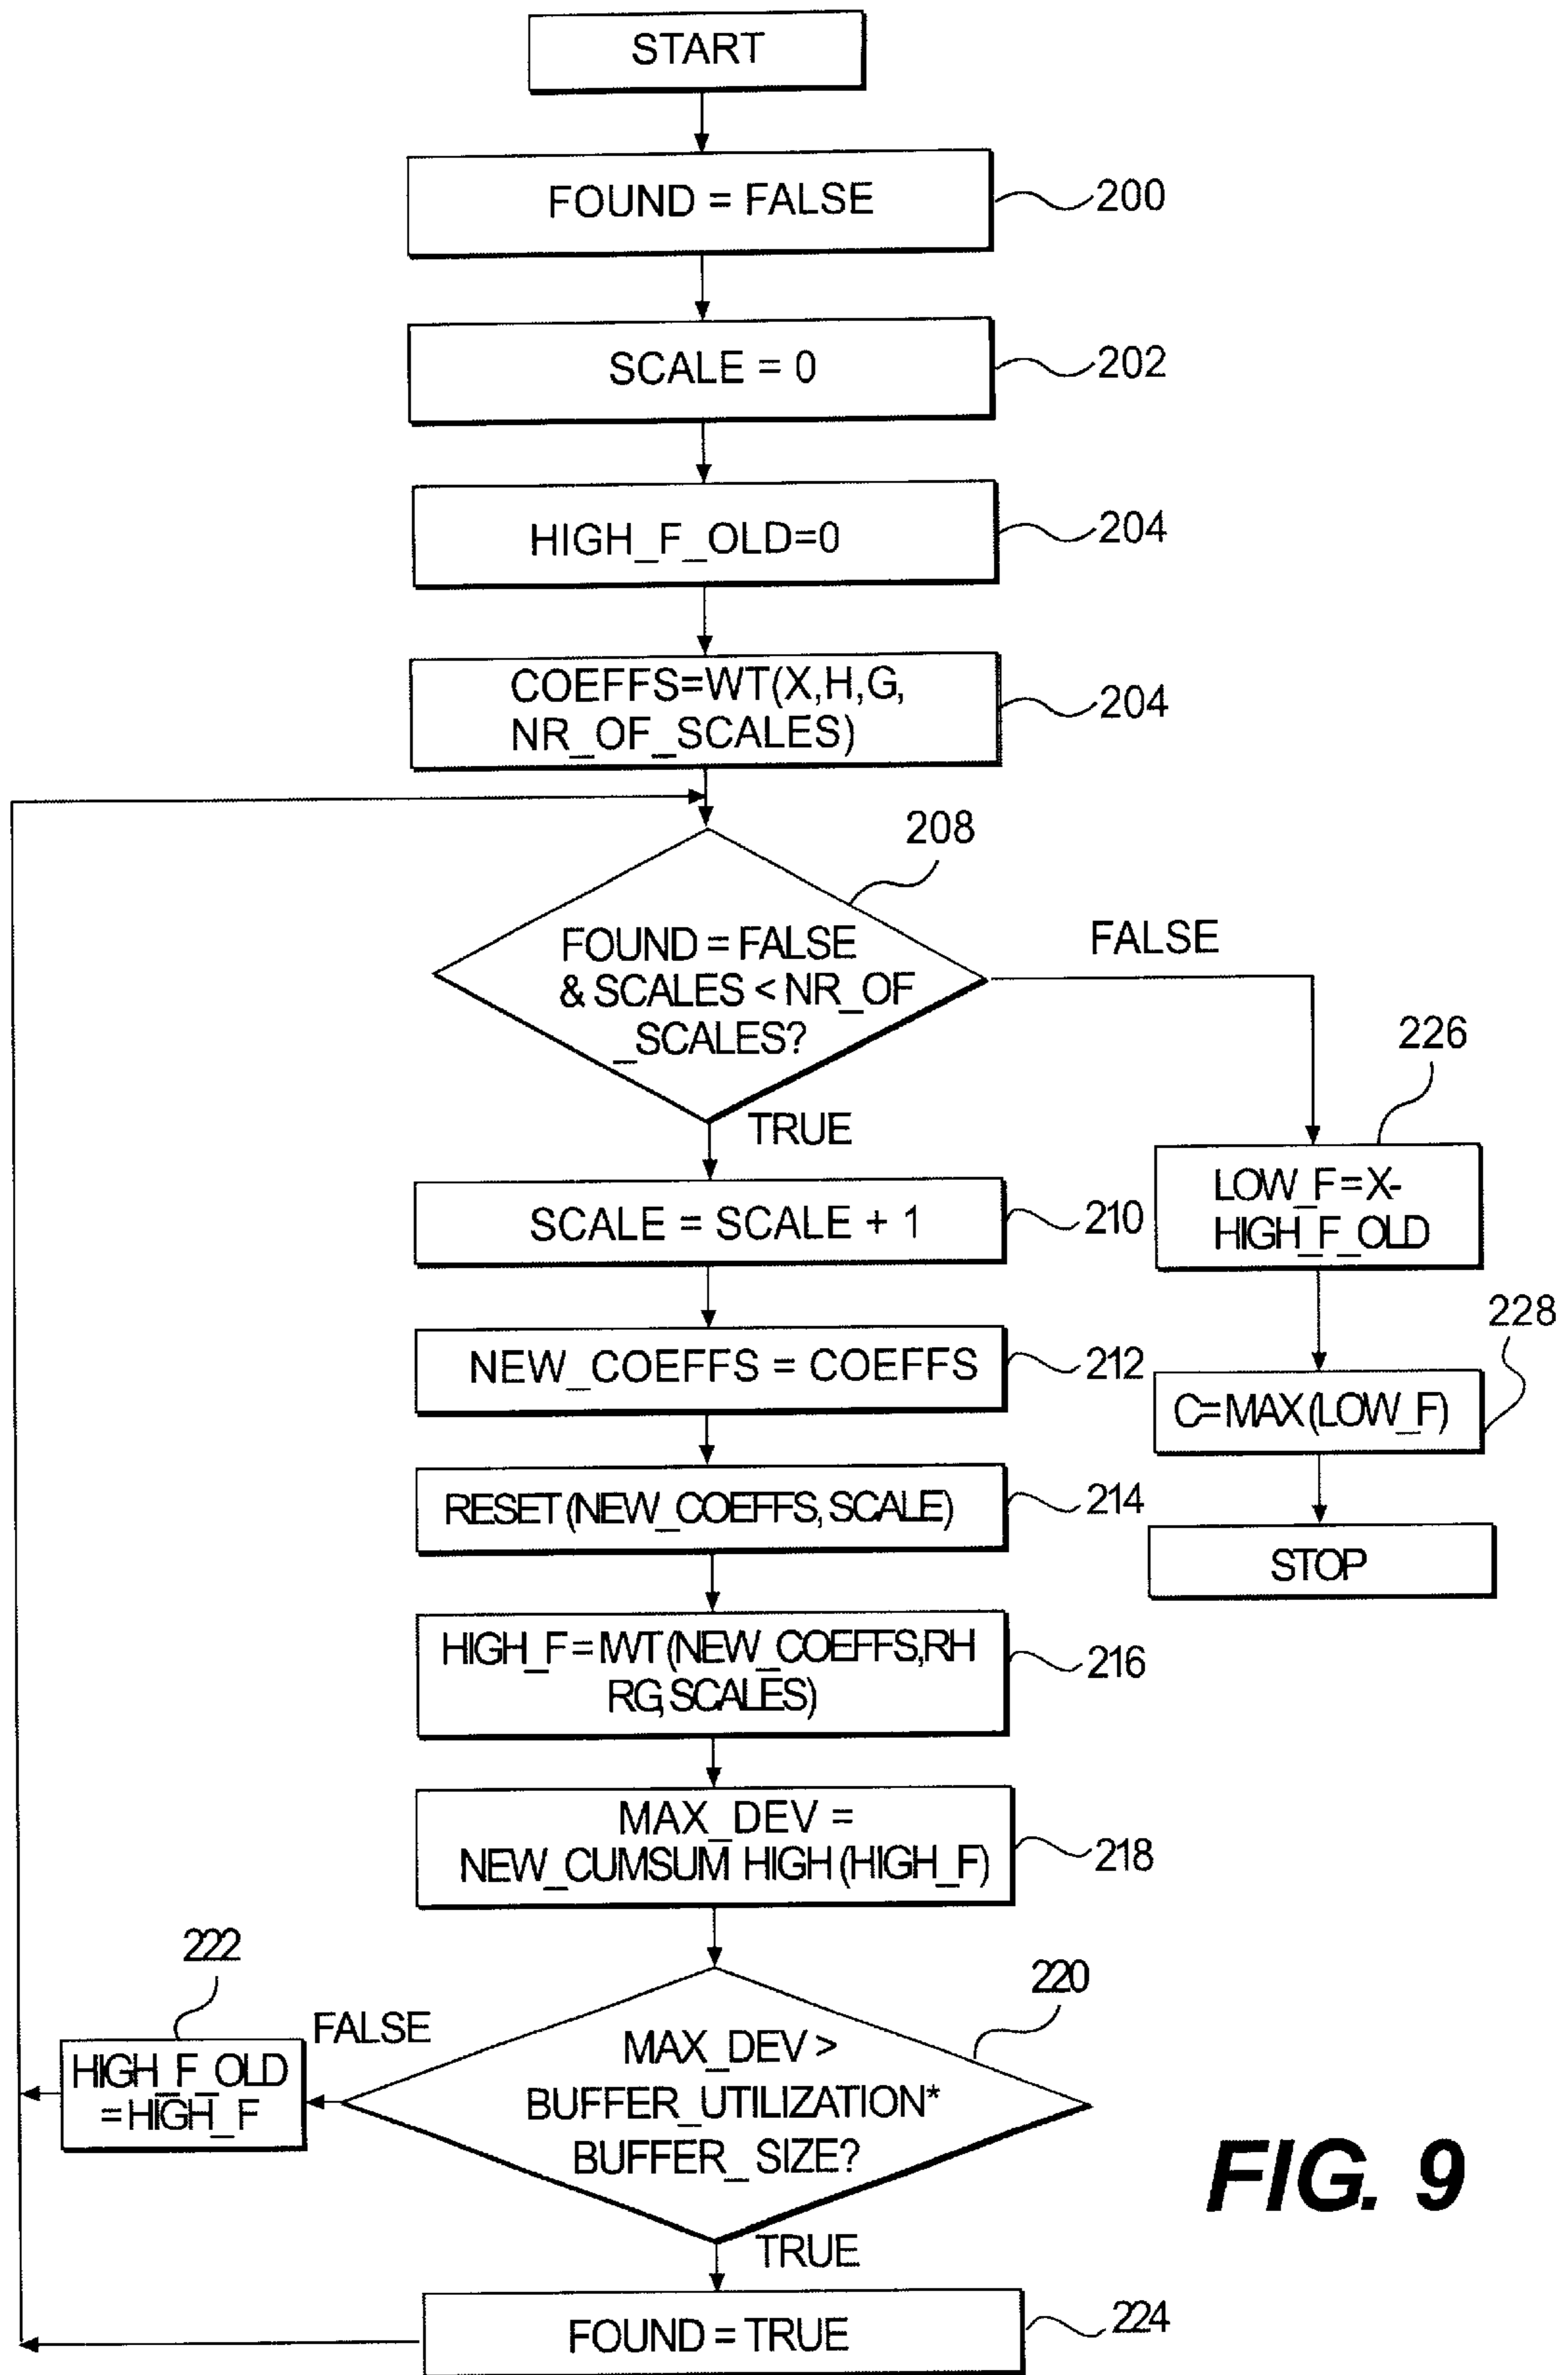 START
FOUND = FALSE
200
SCALE = 0
202
HIGH_F_OLD=0
204
COEFFS=WT(X,H,G,
NR_OF_SCALES)
204
208
FOUND = FALSE
& SCALES < NR_OF
_SCALES?
FALSE
TRUE
226
LOW_F=X-
HIGH_F_OLD
SCALE = SCALE + 1
210
228
C=MAX(LOW_F)
NEW_COEFFS = COEFFS
212
RESET(NEW_COEFFS, SCALE)
214
STOP
HIGH_F = IWT(NEW_COEFFS,RH
RG,SCALES)
216
MAX_DEV =
NEW_CUMSUM HIGH (HIGH_F)
218
222
220
FALSE
HIGH_F_OLD
=HIGH_F
MAX_DEV >
BUFFER_UTILIZATION*
BUFFER_ SIZE?
FIG. 9
TRUE
FOUND = TRUE
224